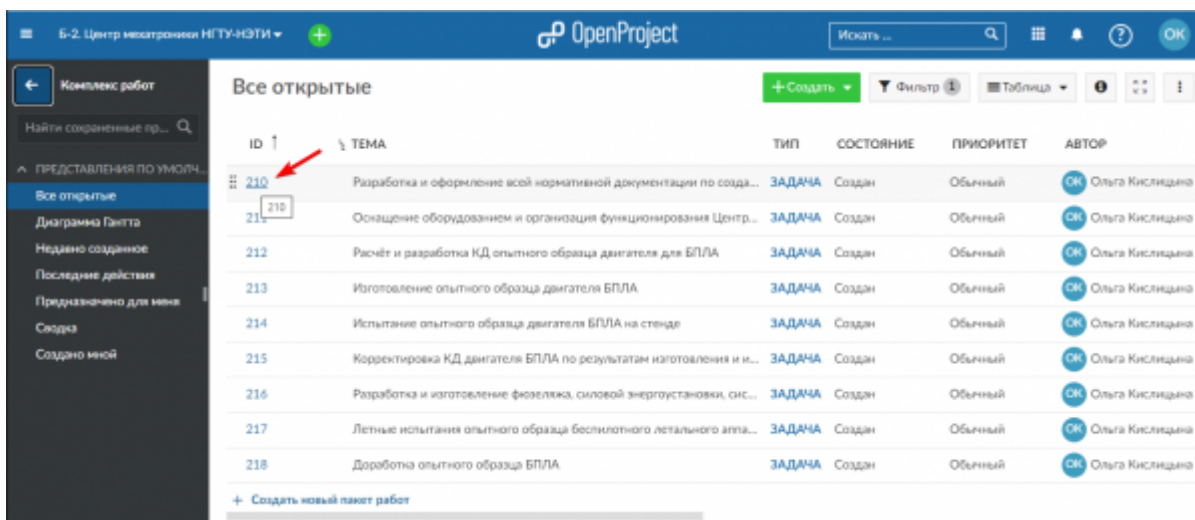 Б-2. Центр мехатроники НГТУ-НЭТИ
OpenProject
Искать ...
OK
Комплекс работ
Все открытые
Создать
Фильтр 1
Таблица
Найти сохраненные пр...
ID ТЕМА ТИП СОСТОЯНИЕ ПРИОРИТЕТ АВТОР
ПРЕДСТАВЛЕНИЯ ПО УМОЛЧ...
Все открытые
Диаграмма Гантта
Недавно созданное
Последние действия
Предназначено для меня
Сводка
Создано мной
210 Разработка и оформление всей нормативной документации по созда... ЗАДАЧА Создан Обычный OK Ольга Кислицына
210
211 Оснащение оборудованием и организация функционирования Центр... ЗАДАЧА Создан Обычный OK Ольга Кислицына
212 Расчёт и разработка КД опытного образца двигателя для БПЛА ЗАДАЧА Создан Обычный OK Ольга Кислицына
213 Изготовление опытного образца двигателя БПЛА ЗАДАЧА Создан Обычный OK Ольга Кислицына
214 Испытание опытного образца двигателя БПЛА на стенде ЗАДАЧА Создан Обычный OK Ольга Кислицына
215 Корректировка КД двигателя БПЛА по результатам изготовления и и... ЗАДАЧА Создан Обычный OK Ольга Кислицына
216 Разработка и изготовление фюзеляжа, силовой энергоустановки, сис... ЗАДАЧА Создан Обычный OK Ольга Кислицына
217 Летные испытания опытного образца беспилотного летального аппа... ЗАДАЧА Создан Обычный OK Ольга Кислицына
218 Доработка опытного образца БПЛА ЗАДАЧА Создан Обычный OK Ольга Кислицына
+ Создать новый пакет работ